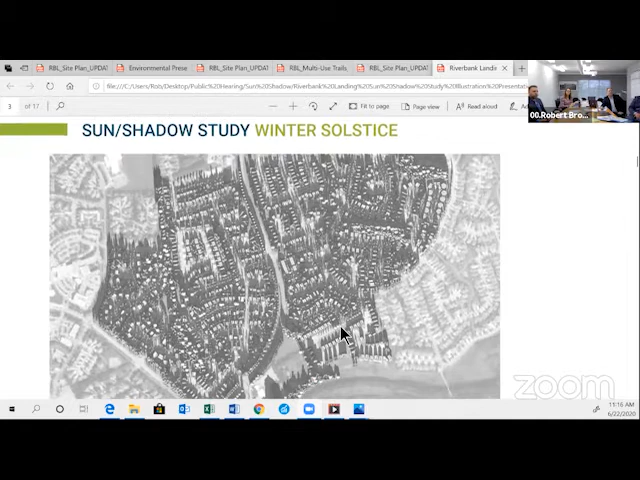 RBL_Site Plan_UPDAT
Environmental Prese
RBL_Site Plan_UPDAT
RBL_Multi-Use Trails_
RBL_Site Plan_UPDAT
Riverbank Landin
3
of 17
Fit to page
Page view
Read aloud
00.Robert Bro...
SUN/SHADOW STUDY WINTER SOLSTICE
zoom
11:16 AM
6/22/2020